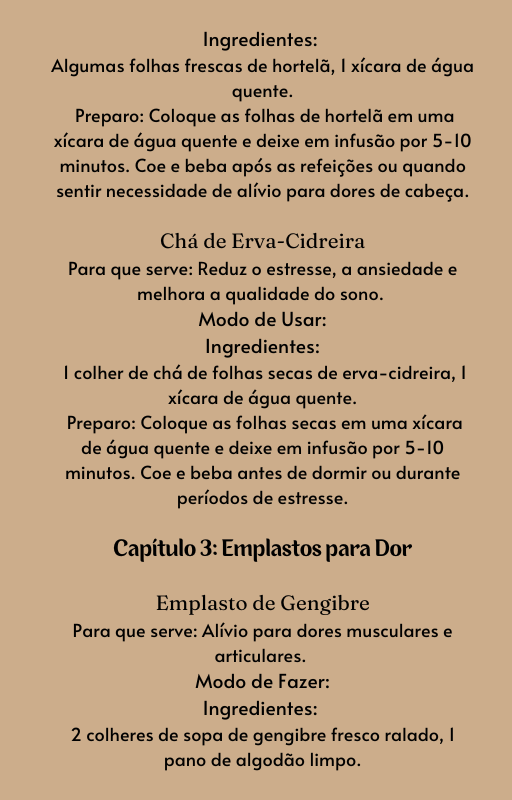 Ingredientes:
Algumas folhas frescas de hortelã, 1 xícara de água
quente.
Preparo: Coloque as folhas de hortelã em uma
xícara de água quente e deixe em infusão por 5-10
minutos. Coe e beba após as refeições ou quando
sentir necessidade de alívio para dores de cabeça.
Chá de Erva-Cidreira
Para que serve: Reduz o estresse, a ansiedade e
melhora a qualidade do sono.
Modo de Usar:
Ingredientes:
1 colher de chá de folhas secas de erva-cidreira, 1
xícara de água quente.
Preparo: Coloque as folhas secas em uma xícara
de água quente e deixe em infusão por 5-10
minutos. Coe e beba antes de dormir ou durante
períodos de estresse.
Capítulo 3: Emplastos para Dor
Emplasto de Gengibre
Para que serve: Alívio para dores musculares e
articulares.
Modo de Fazer:
Ingredientes:
2 colheres de sopa de gengibre fresco ralado, 1
pano de algodão limpo.